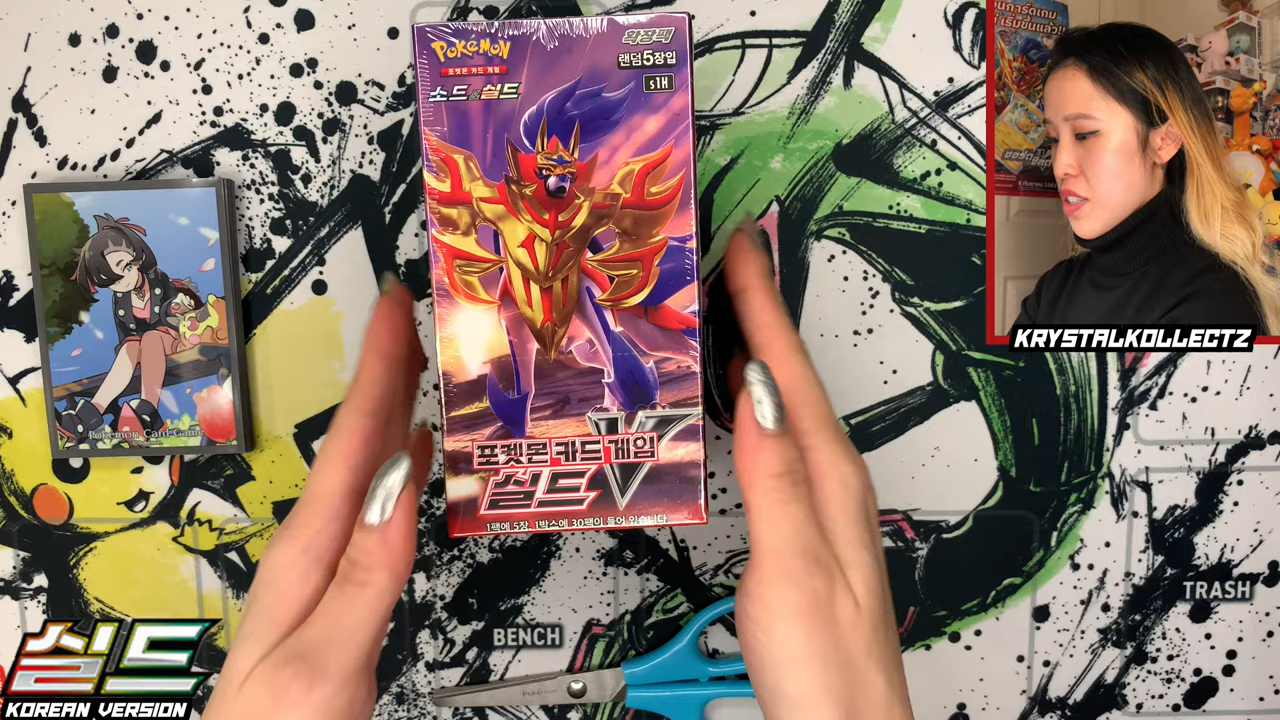 확장팩
Pokémon
포켓몬 카드 게임
랜덤5장입
s1H
소드&실드
포켓몬 카드 게임
V
실드
1팩에 5장, 1박스에 30팩이 들어 있습니다.
Pokémon Card Game
KRYSTALKOLLECTZ
BENCH
TRASH
Pokémon
실드
KOREAN VERSION